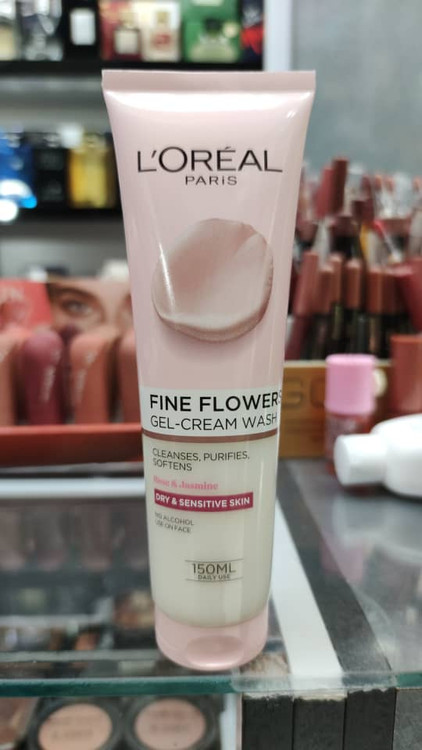 L'ORÉAL
PARIS
FINE FLOWERS
GEL-CREAM WASH
CLEANSES, PURIFIES,
SOFTENS
Rose & Jasmine
DRY & SENSITIVE SKIN
NO ALCOHOL
USE ON FACE
150ML
DAILY USE